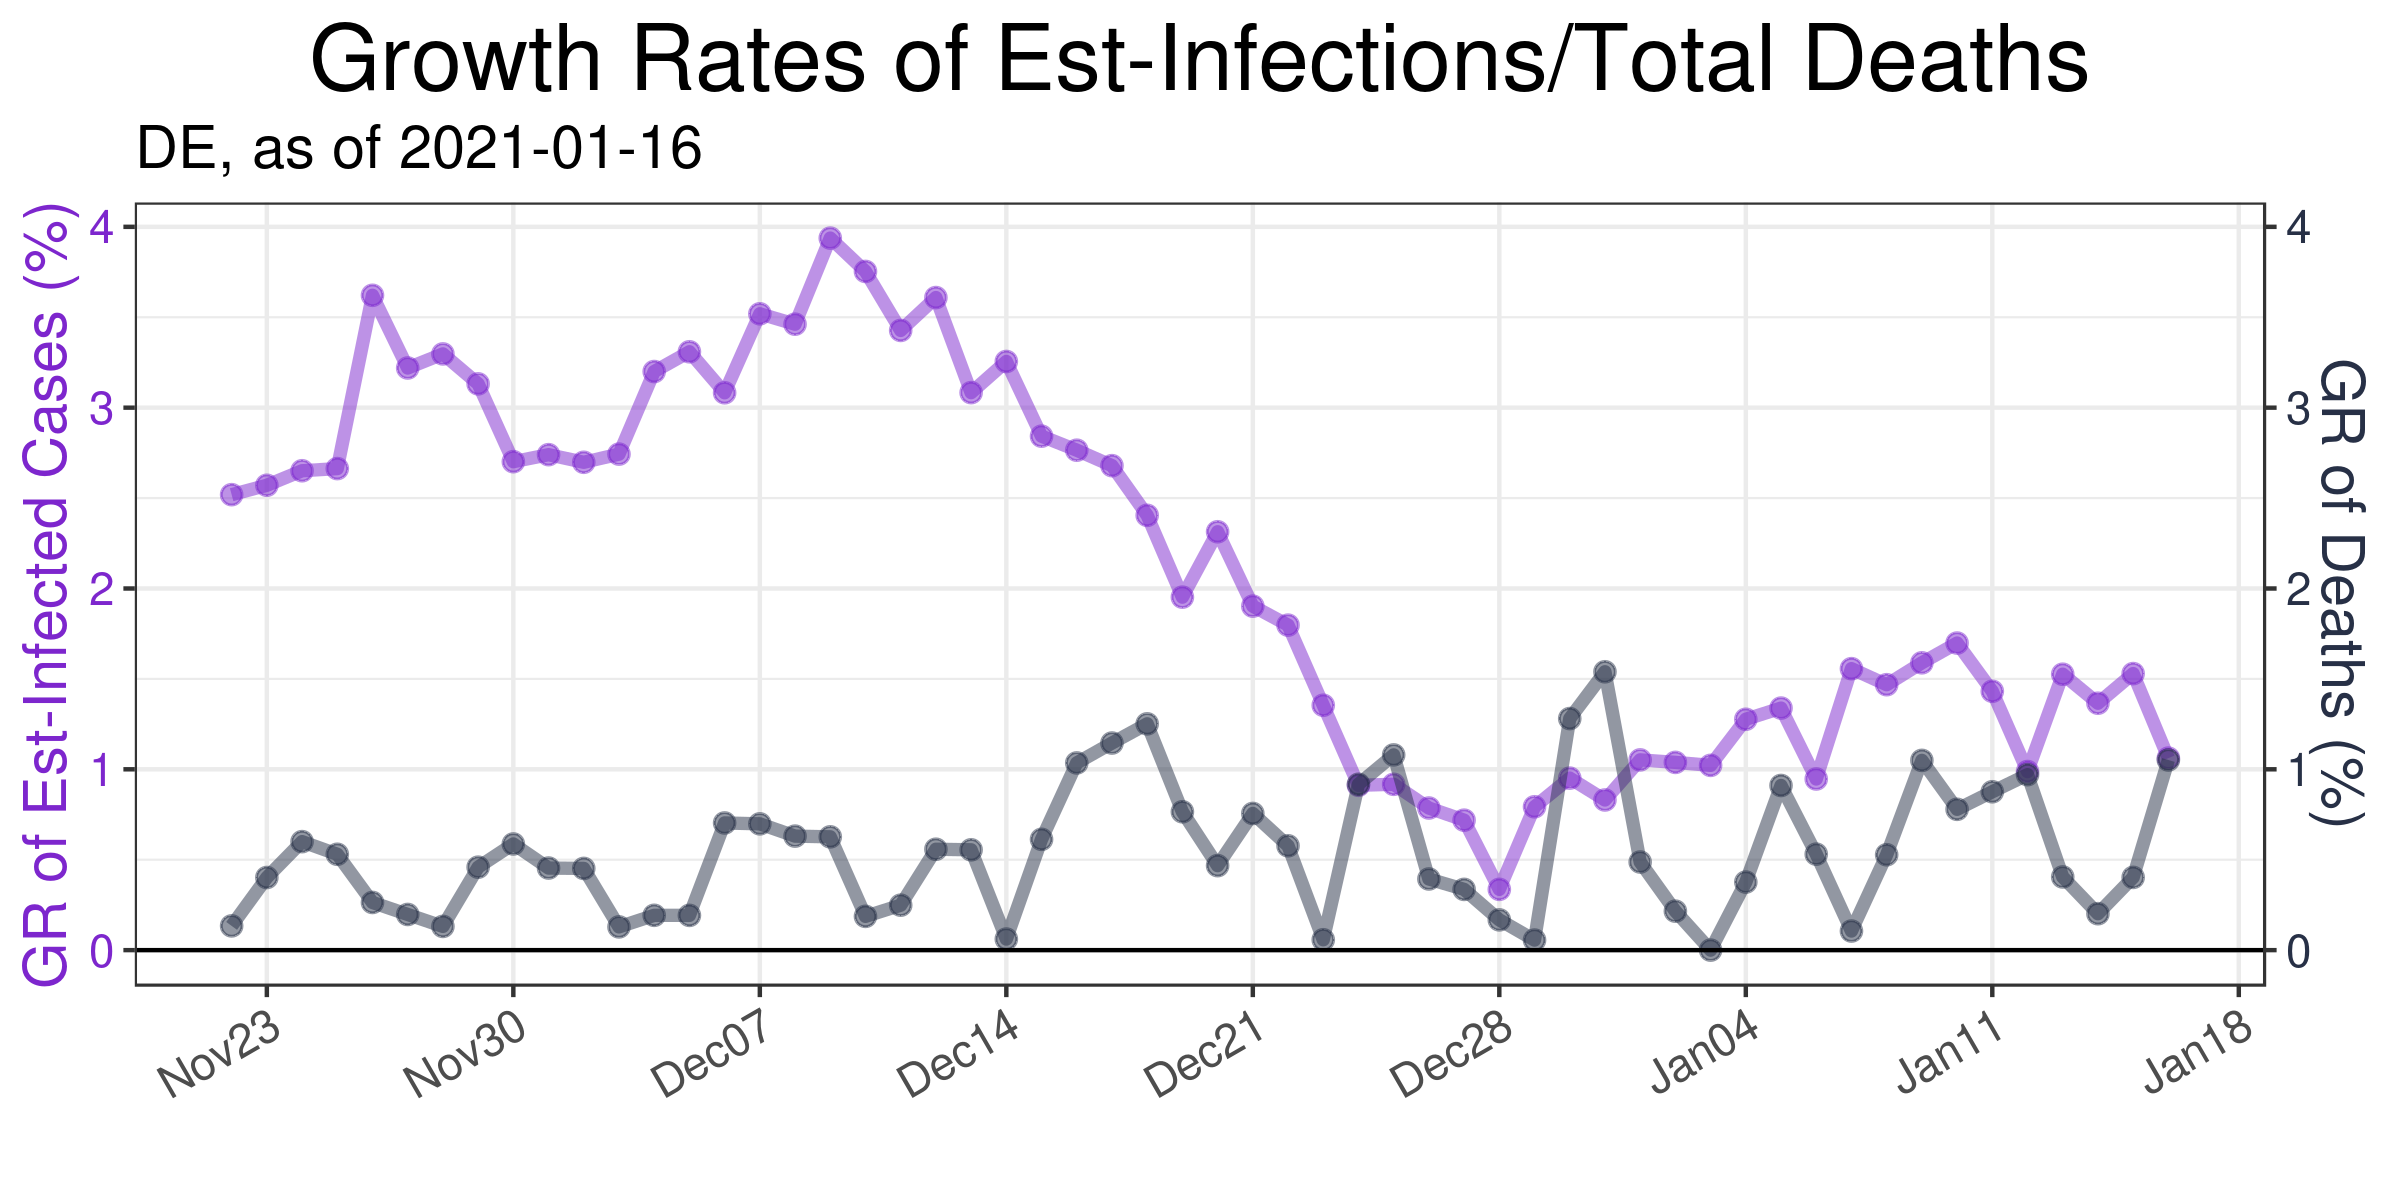 Growth Rates of Est-Infections/Total Deaths
DE, as of 2021-01-16
GR of Est-Infected Cases (%)
4
3
2
1
0
4
3
2
1
0
GR of Deaths (%)
Nov23
Nov30
Dec07
Dec14
Dec21
Dec28
Jan04
Jan11
Jan18